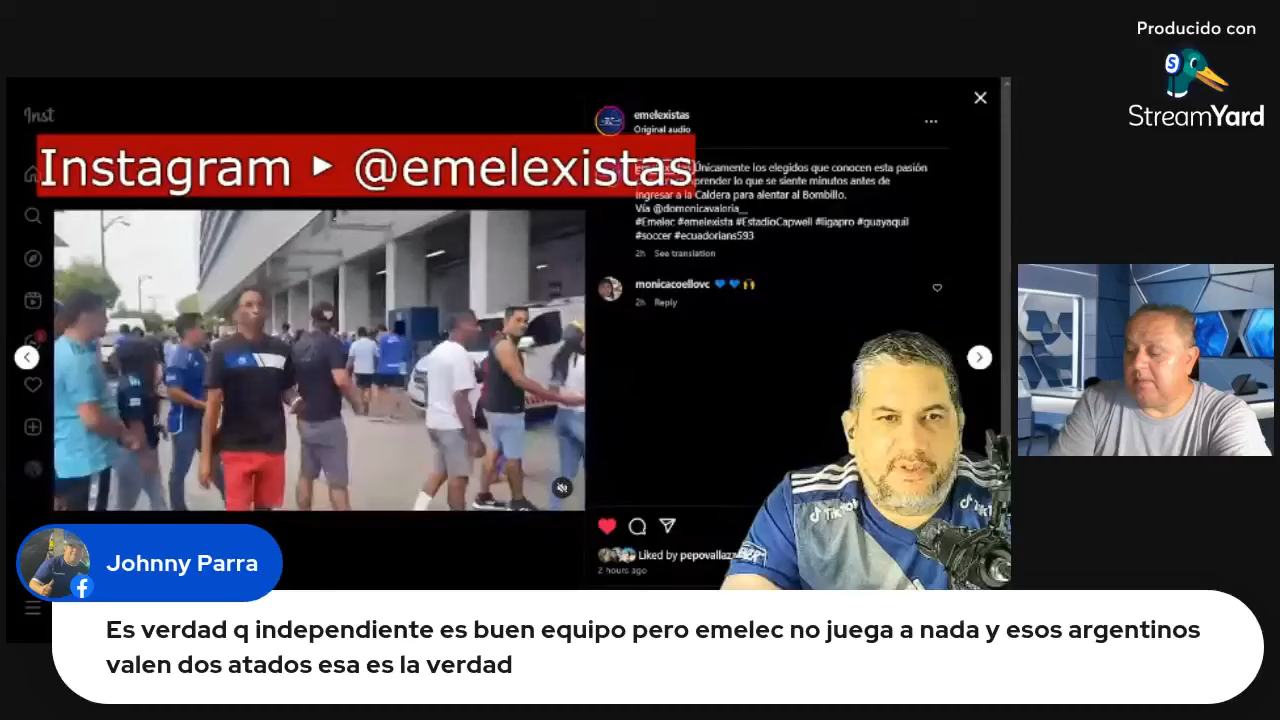 Producido con
StreamYard
Inst
emelexistas
Original audio
Instagram ▶ @emelexistas
Únicamente los elegidos que conocen esta pasión
lo que se siente minutos antes de
ingresar a la Caldera para alentar al Bombillo.
Vía @domenicavaloria__
#Emelec #emelexista #EstadioCapwell #ligapro #guayaquil
#soccer #ecuadorians593
2h See translation
monicacoellovc 💙 💙 🙌
2h Reply
TikTok
TikTok
Liked by pepovallaz
2 hours ago
Johnny Parra
Es verdad q independiente es buen equipo pero emelec no juega a nada y esos argentinos
valen dos atados esa es la verdad